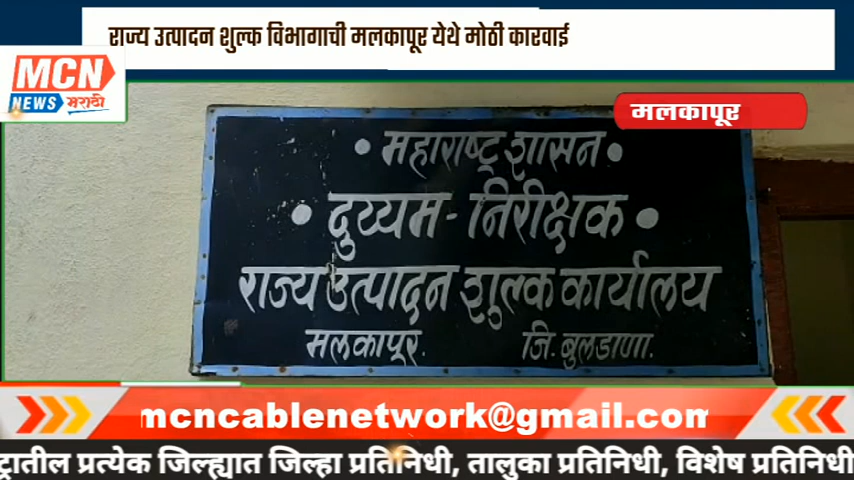 राज्य उत्पादन शुल्क विभागाची मलकापूर येथे मोठी कारवाई
MCN
NEWS मराठी
मलकापूर
• महाराष्ट्र शासन •
• दुय्यम - निरीक्षक •
राज्य उत्पादन शुल्क कार्यालय
मलकापूर. जि. बुलडाणा.
mcncablenetwork@gmail.com
ट्रातील प्रत्येक जिल्ह्यात जिल्हा प्रतिनिधी, तालुका प्रतिनिधी, विशेष प्रतिनिधी